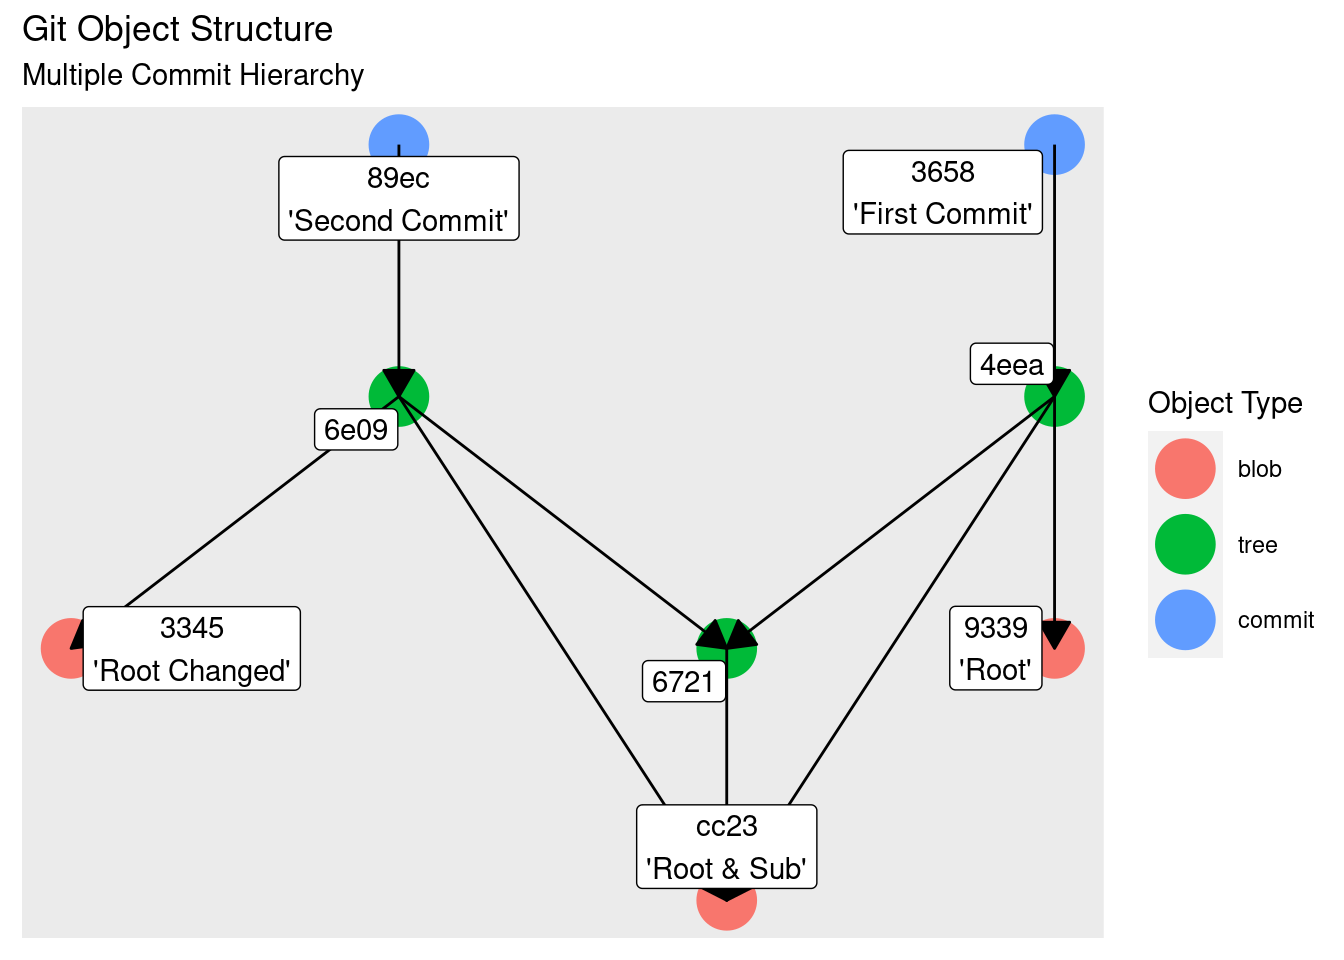 Git Object Structure
Multiple Commit Hierarchy
89ec
'Second Commit'
3658
'First Commit'
4eea
6e09
3345
'Root Changed'
6721
9339
'Root'
cc23
'Root & Sub'
Object Type
blob
tree
commit